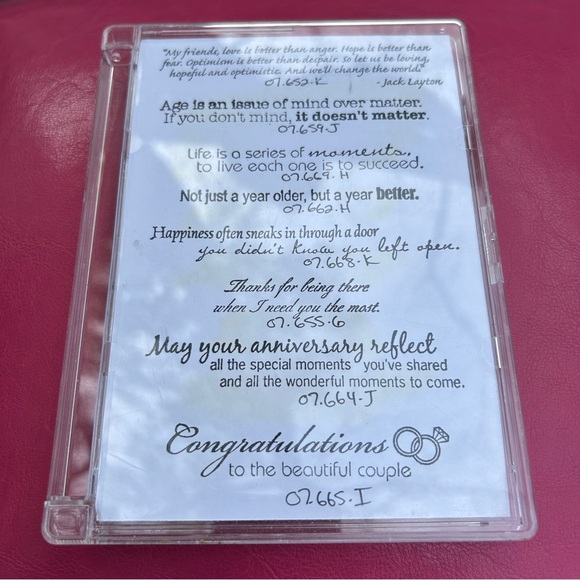 "My friends, love is better than anger. Hope is better than
fear. Optimism is better than despair. So let us be loving,
hopeful and optimistic. And we'll change the world."
07.652.K - Jack Layton
Age is an issue of mind over matter.
If you don't mind, it doesn't matter.
07.659.J
Life is a series of moments,
to live each one is to succeed.
07.669.H
Not just a year older, but a year better.
07.662.H
Happiness often sneaks in through a door
you didn't know you left open.
07.668.K
Thanks for being there
when I need you the most.
07.655.G
May your anniversary reflect
all the special moments you've shared
and all the wonderful moments to come.
07.664.J
Congratulations
to the beautiful couple
07.665.I